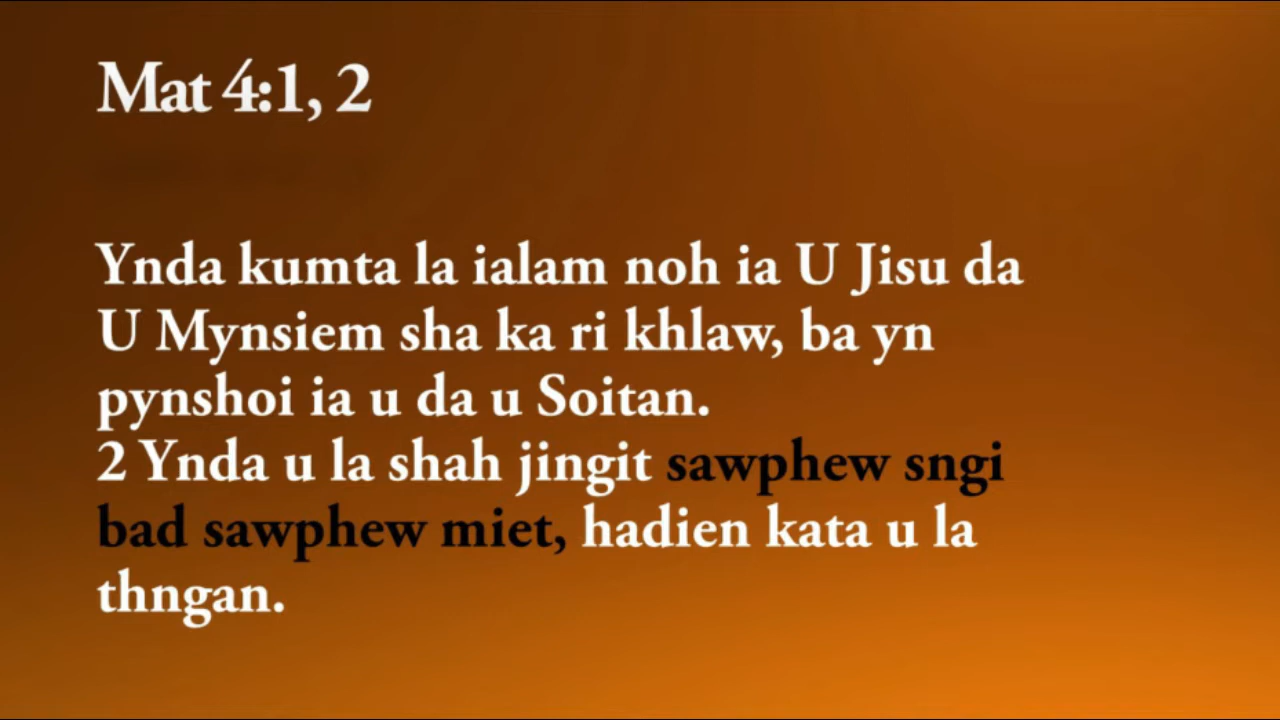 Mat 4:1, 2
Ynda kumta la ialam noh ia U Jisu da
U Mynsiem sha ka ri khlaw, ba yn
pynshoi ia u da u Soitan.
2 Ynda u la shah jingit sawphew sngi
bad sawphew miet, hadien kata u la
thngan.